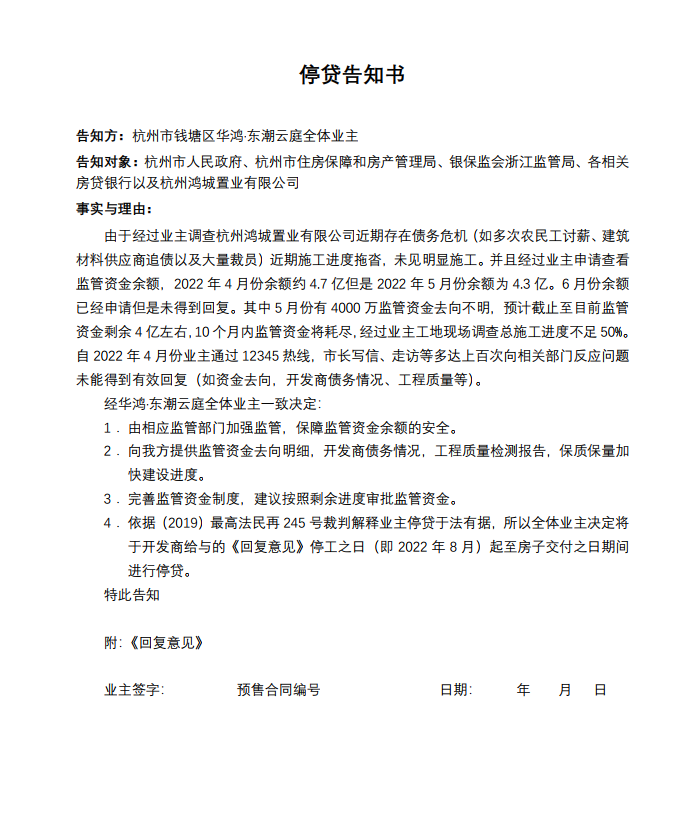 停贷告知书
告知方：杭州市钱塘区华鸿·东潮云庭全体业主
告知对象：杭州市人民政府、杭州市住房保障和房产管理局、银保监会浙江监管局、各相关
房贷银行以及杭州鸿城置业有限公司
事实与理由：
由于经过业主调查杭州鸿城置业有限公司近期存在债务危机（如多次农民工讨薪、建筑
材料供应商追债以及大量裁员）近期施工进度拖沓，未见明显施工。并且经过业主申请查看
监管资金余额，2022 年 4 月份余额约 4.7 亿但是 2022 年 5 月份余额为 4.3 亿。6 月份余额
已经申请但是未得到回复。其中 5 月份有 4000 万监管资金去向不明，预计截止至目前监管
资金剩余 4 亿左右，10 个月内监管资金将耗尽，经过业主工地现场调查总施工进度不足 50%。
自 2022 年 4 月份业主通过 12345 热线，市长写信、走访等多达上百次向相关部门反应问题
未能得到有效回复（如资金去向，开发商债务情况、工程质量等）。
经华鸿·东潮云庭全体业主一致决定：
1．由相应监管部门加强监管，保障监管资金余额的安全。
2．向我方提供监管资金去向明细，开发商债务情况，工程质量检测报告，保质保量加
快建设进度。
3．完善监管资金制度，建议按照剩余进度审批监管资金。
4．依据（2019）最高法民再 245 号裁判解释业主停贷于法有据，所以全体业主决定将
于开发商给与的《回复意见》停工之日（即 2022 年 8 月）起至房子交付之日期间
进行停贷。
特此告知
附：《回复意见》
业主签字： 预售合同编号 日期： 年 月 日